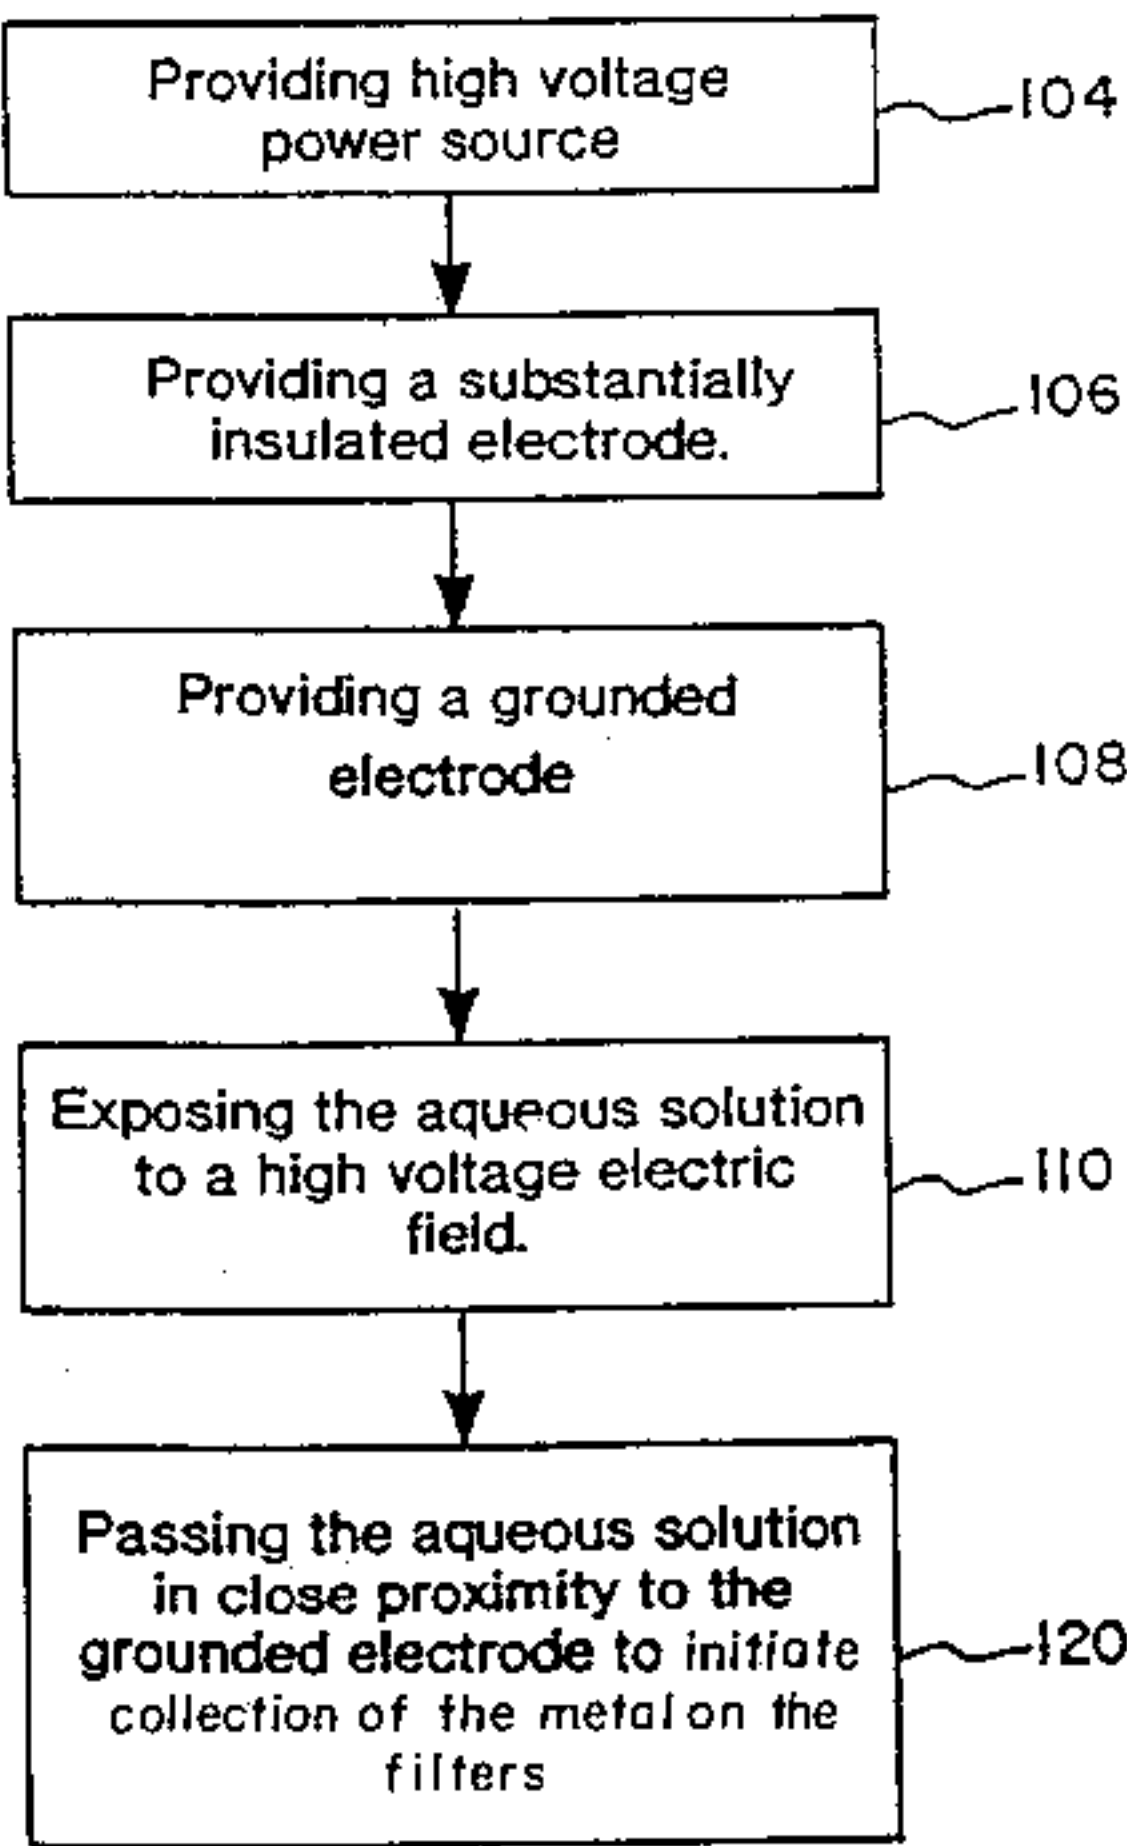 Providing high voltage
power source
104
Providing a substantially
insulated electrode.
106
Providing a grounded
electrode
108
Exposing the aqueous solution
to a high voltage electric
field.
110
Passing the aqueous solution
in close proximity to the
grounded electrode to initiate
collection of the metal on the
filters
120